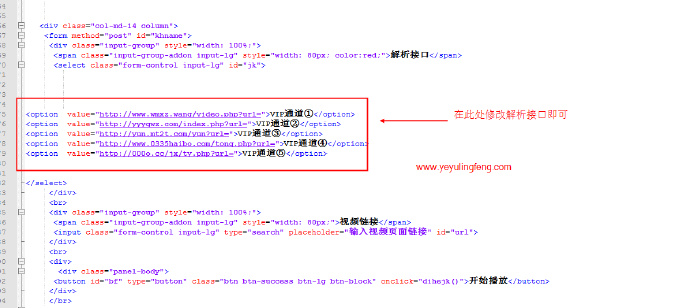 <div class="col-md-14 column">
<form method="post" id="khname">
<div class="input-group" style="width: 100%;">
<span class="input-group-addon input-lg" style="width: 80px; color:red;">解析接口</span>
<select class="form-control input-lg" id="jk">
75 <option value="http://www.wmxz.wang/video.php?url=">VIP通道①</option>
76 <option value="http://yyygwz.com/index.php?url=">VIP通道②</option>
77 <option value="http://yun.mt2t.com/yun?url=">VIP通道③</option>
78 <option value="http://www.0335haibo.com/tong.php?url=">VIP通道④</option>
79 <option value="http://000o.cc/jx/ty.php?url=">VIP通道⑤</option>
在此处修改解析接口即可
www.yeyulingfeng.com
</select>
</div>
<br>
<div class="input-group" style="width: 100%;">
<span class="input-group-addon input-lg" style="width: 80px;">视频链接</span>
<input class="form-control input-lg" type="search" placeholder="输入视频页面链接" id="url">
</div>
<br>
<div>
<div class="panel-body">
<button id="bf" type="button" class="btn btn-success btn-lg btn-block" onclick="dihejk()">开始播放</button>
</div>
</br>